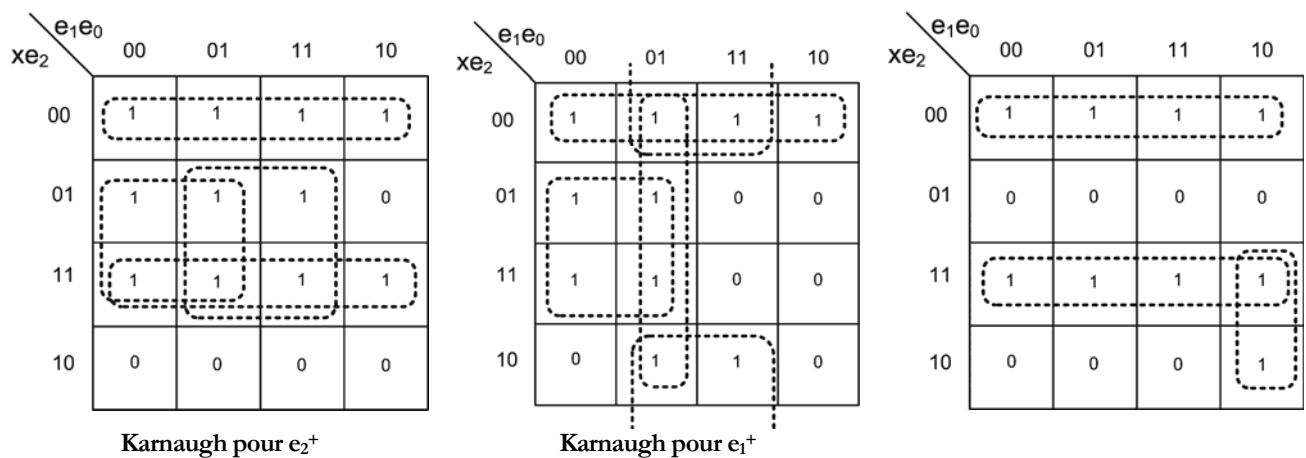 e₁e₀ e₁e₀ e₁e₀
xe₂ 00 01 11 10 xe₂ 00 01 11 10 xe₂ 00 01 11 10
00 1 1 1 1 00 1 1 1 1 00 1 1 1 1
01 1 1 1 0 01 1 1 0 0 01 0 0 0 0
11 1 1 1 1 11 1 1 0 0 11 1 1 1 1
10 0 0 0 0 10 0 1 1 0 10 0 0 0 1
Karnaugh pour e₂⁺ Karnaugh pour e₁⁺